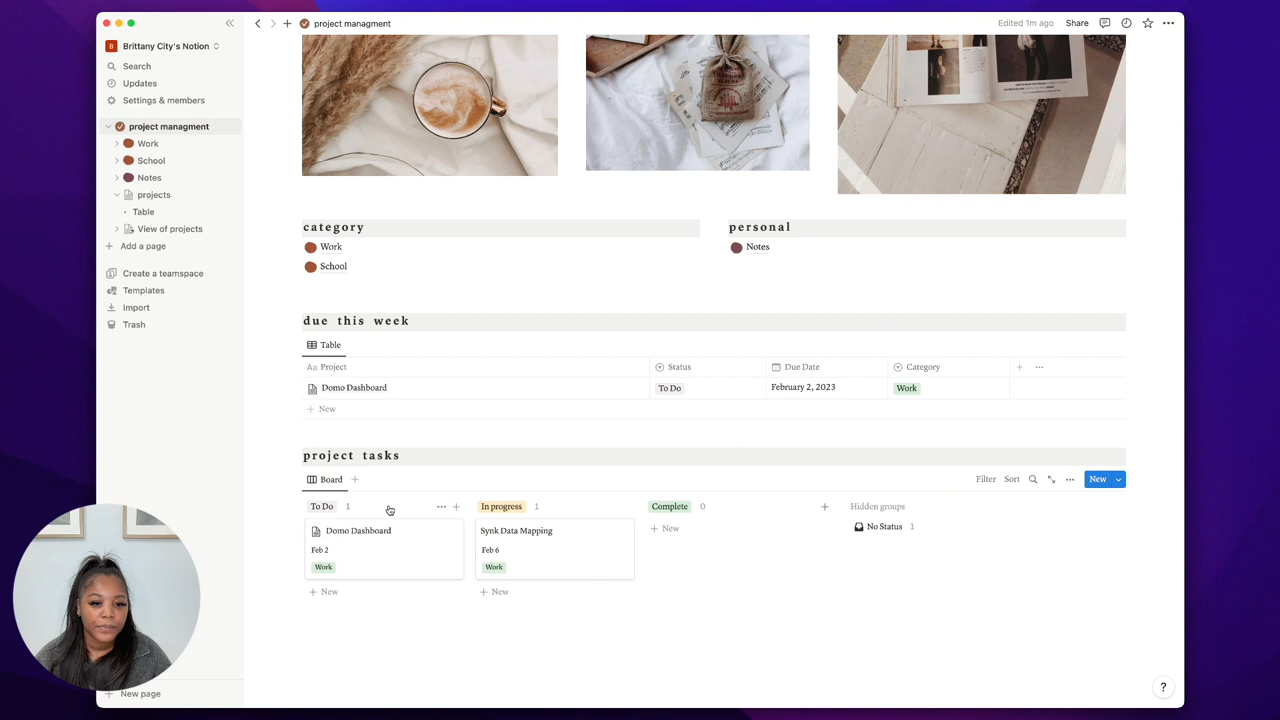 project managment
Edited 1m ago
Share
B
Brittany City's Notion
Search
Updates
Settings & members
project managment
Work
School
Notes
projects
Table
View of projects
Add a page
Create a teamspace
Templates
Import
Trash
New page
category
Work
School
personal
Notes
due this week
Table
Aa Project
Status
Due Date
Category
Domo Dashboard
To Do
February 2, 2023
Work
New
project tasks
Board
Filter
Sort
New
To Do 1
In progress 1
Complete 0
Hidden groups
Domo Dashboard
Feb 2
Work
New
Synk Data Mapping
Feb 6
Work
New
New
No Status 1
?